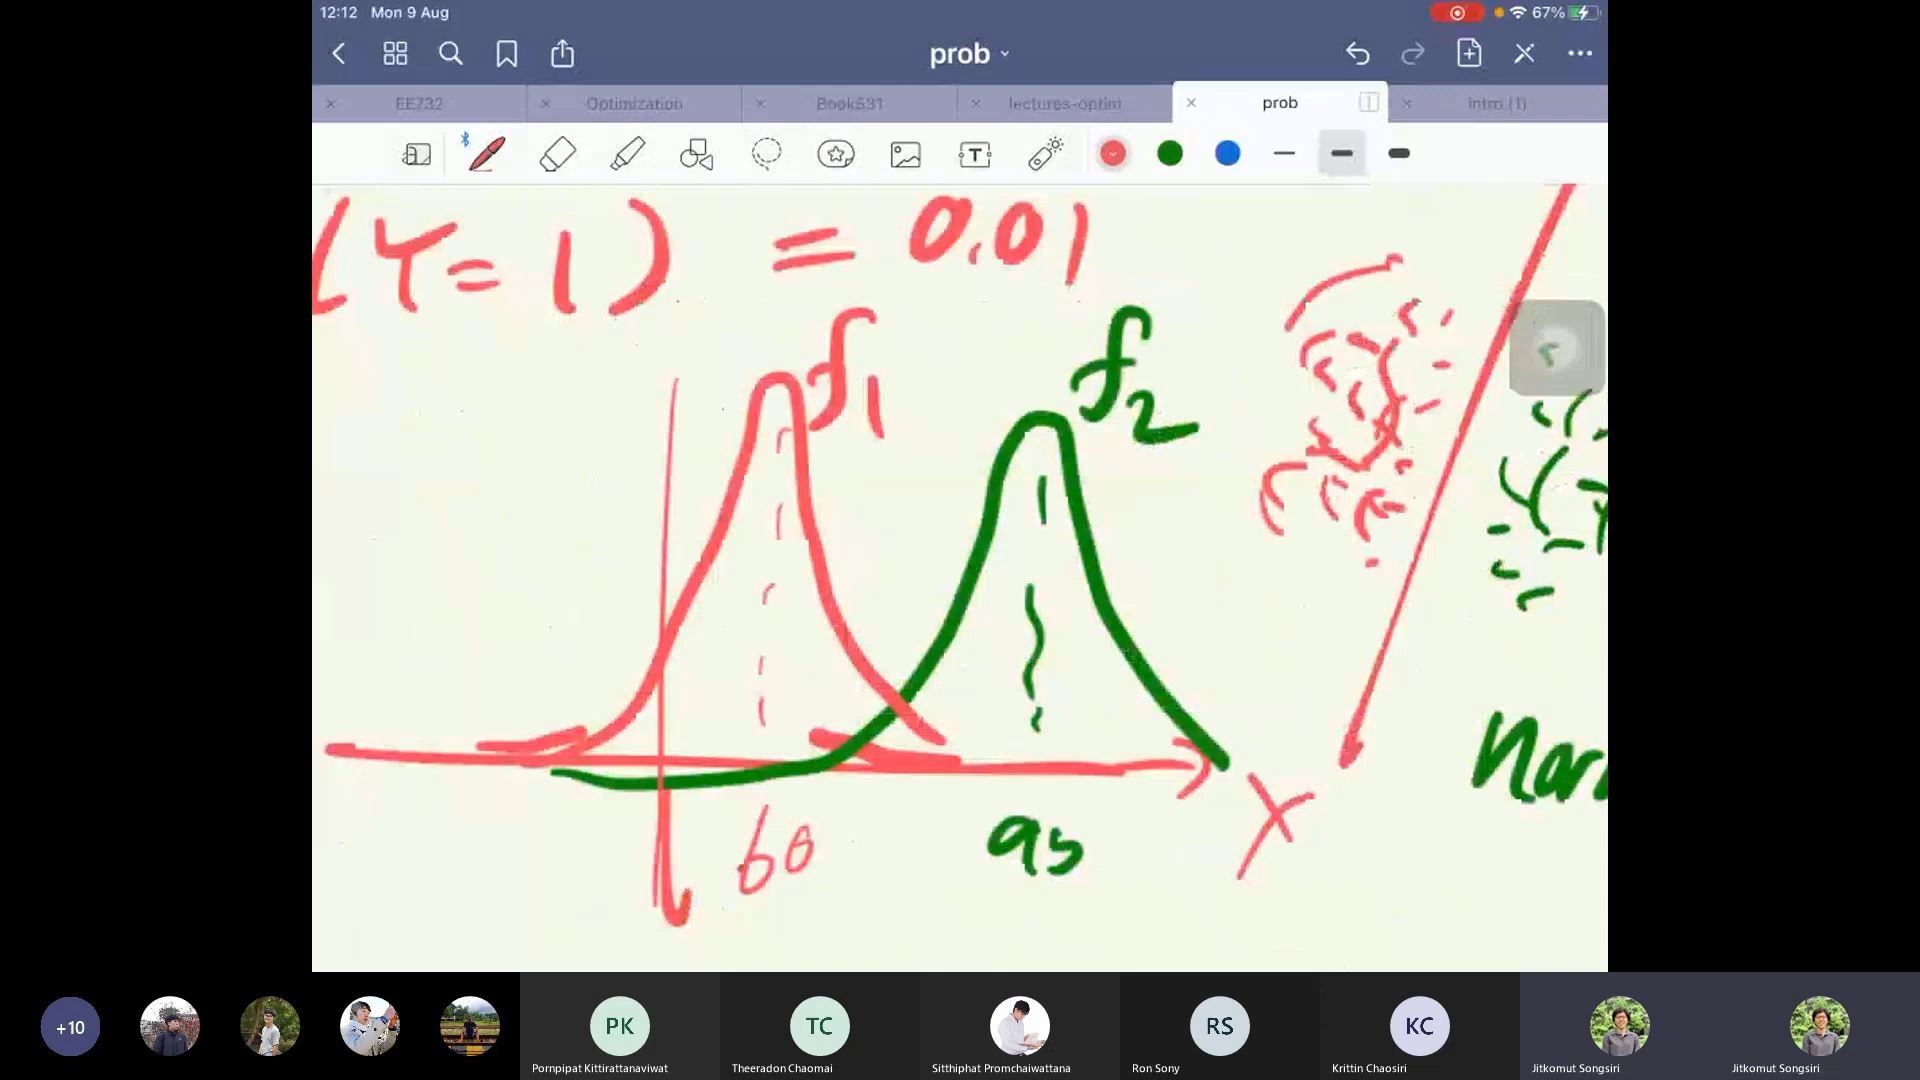 12:12 Mon 9 Aug
67%
prob
EE732
Optimization
Book531
lectures-optim
prob
intro (1)
T
(Y=1) = 0.01
f1
f2
60
95
X
+10
PK
TC
RS
KC
Pornpipat Kittirattanaviwat
Theeradon Chaomai
Sitthiphat Promchaiwattana
Ron Sony
Krittin Chaosiri
Jitkomut Songsiri
Jitkomut Songsiri